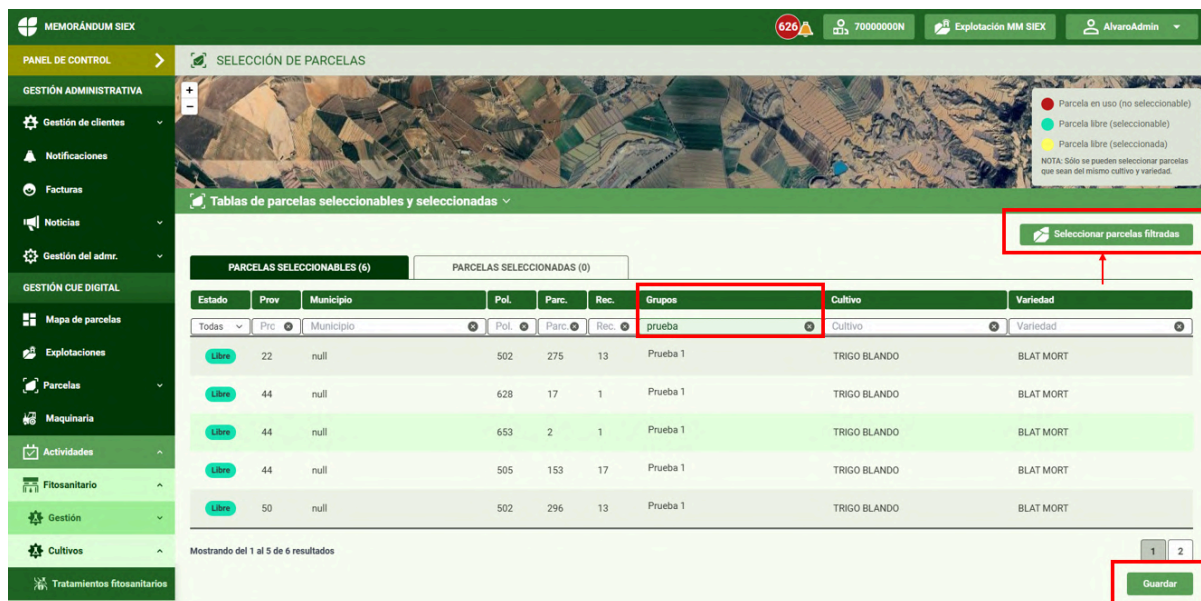 MEMORÁNDUM SIEX
626
70000000N
Explotación MM SIEX
AlvaroAdmin
PANEL DE CONTROL
SELECCIÓN DE PARCELAS
GESTIÓN ADMINISTRATIVA
Gestión de clientes
Notificaciones
Facturas
Noticias
Gestión del admr.
GESTIÓN CUE DIGITAL
Mapa de parcelas
Explotaciones
Parcelas
Maquinaria
Actividades
Fitosanitario
Gestión
Cultivos
Tratamientos fitosanitarios
+
-
Parcela en uso (no seleccionable)
Parcela libre (seleccionable)
Parcela libre (seleccionada)
NOTA: Sólo se pueden seleccionar parcelas
que sean del mismo cultivo y variedad.
Tablas de parcelas seleccionables y seleccionadas
Seleccionar parcelas filtradas
PARCELAS SELECCIONABLES (6) PARCELAS SELECCIONADAS (0)
Estado Prov Municipio Pol. Parc. Rec. Grupos Cultivo Variedad
Todas Prc Municipio Pol. Parc. Rec. prueba Cultivo Variedad
Libre 22 null 502 275 13 Prueba 1 TRIGO BLANDO BLAT MORT
Libre 44 null 628 17 1 Prueba 1 TRIGO BLANDO BLAT MORT
Libre 44 null 653 2 1 Prueba 1 TRIGO BLANDO BLAT MORT
Libre 44 null 505 153 17 Prueba 1 TRIGO BLANDO BLAT MORT
Libre 50 null 502 296 13 Prueba 1 TRIGO BLANDO BLAT MORT
Mostrando del 1 al 5 de 6 resultados
1 2
Guardar